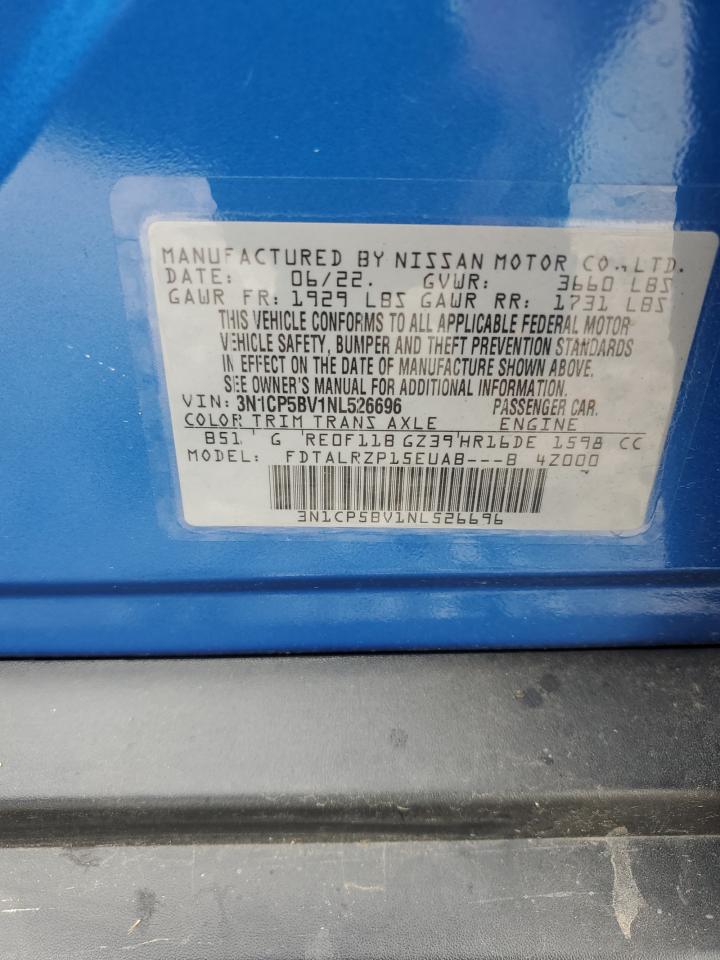 MANUFACTURED BY NISSAN MOTOR CO., LTD.
DATE: 06/22. GVWR: 3660 LBS
GAWR FR: 1929 LBS GAWR RR: 1731 LBS
THIS VEHICLE CONFORMS TO ALL APPLICABLE FEDERAL MOTOR
VEHICLE SAFETY, BUMPER AND THEFT PREVENTION STANDARDS
IN EFFECT ON THE DATE OF MANUFACTURE SHOWN ABOVE.
SEE OWNER'S MANUAL FOR ADDITIONAL INFORMATION.
VIN: 3N1CP5BV1NL526696 PASSENGER CAR.
COLOR TRIM TRANS AXLE ENGINE
B51 G RE0F11B GZ39 HR16DE 1598 CC
MODEL: FDTALRZP15EUAB---B 4Z000
3N1CP5BV1NL526696